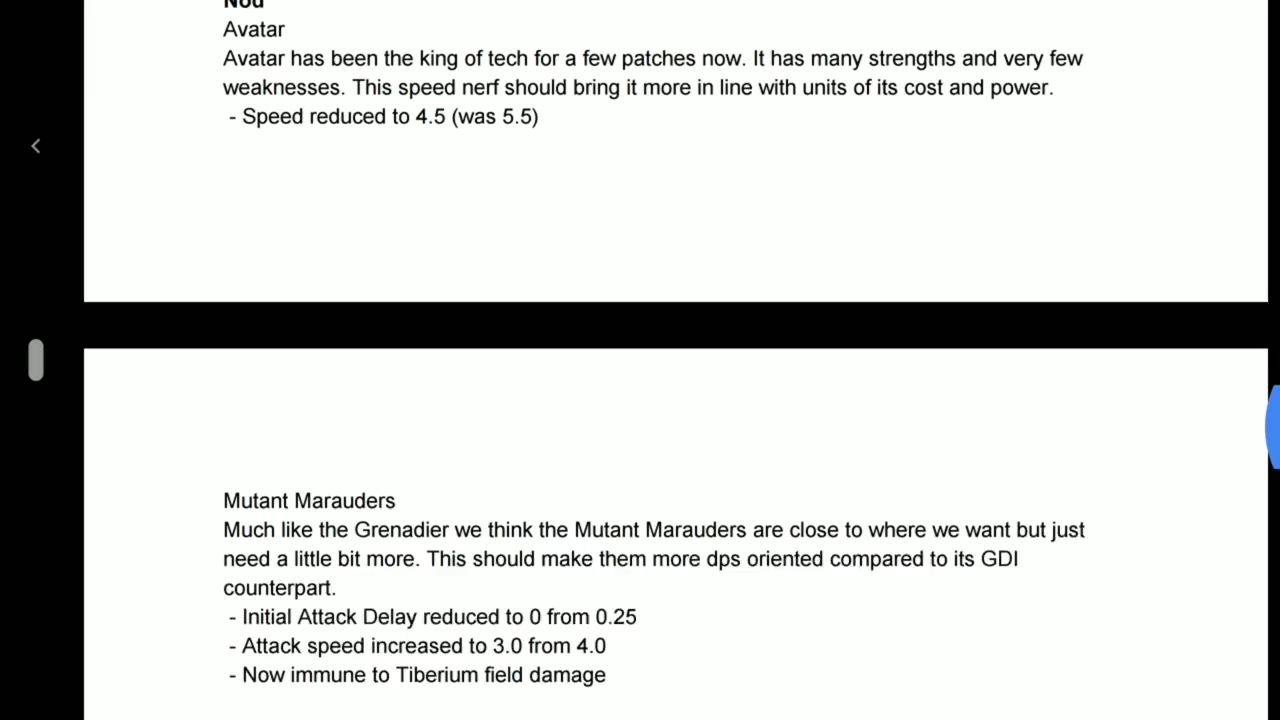 Nod
Avatar
Avatar has been the king of tech for a few patches now. It has many strengths and very few
weaknesses. This speed nerf should bring it more in line with units of its cost and power.
- Speed reduced to 4.5 (was 5.5)
Mutant Marauders
Much like the Grenadier we think the Mutant Marauders are close to where we want but just
need a little bit more. This should make them more dps oriented compared to its GDI
counterpart.
- Initial Attack Delay reduced to 0 from 0.25
- Attack speed increased to 3.0 from 4.0
- Now immune to Tiberium field damage